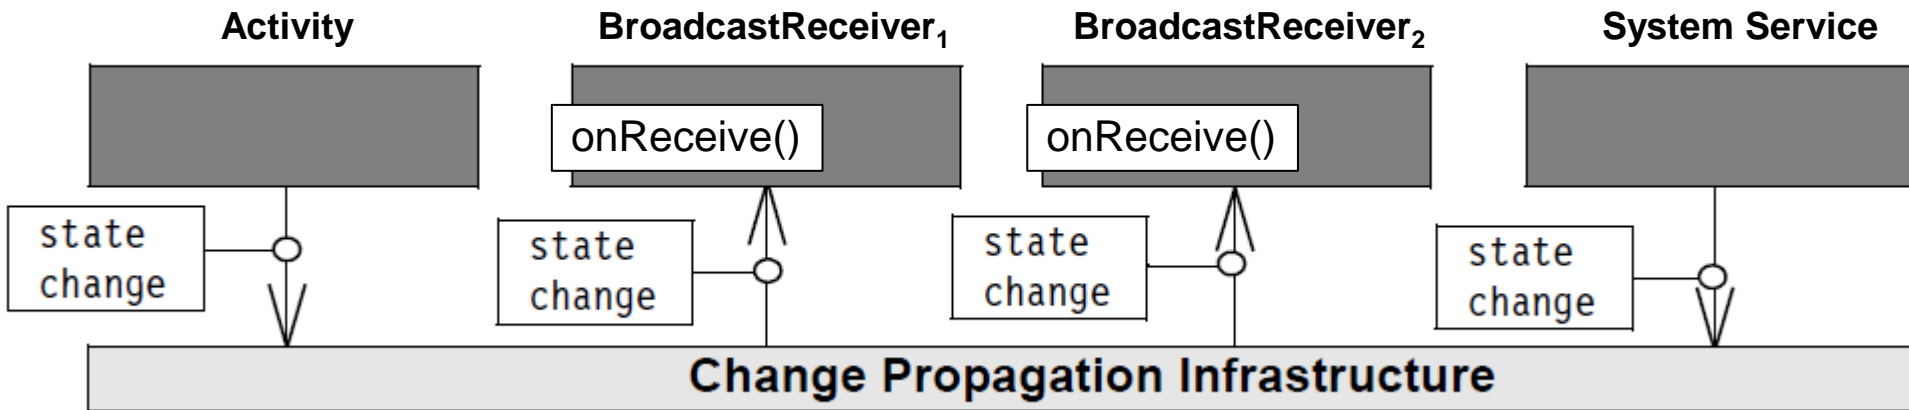 Activity
BroadcastReceiver₁
BroadcastReceiver₂
System Service
onReceive()
onReceive()
state
change
state
change
state
change
state
change
Change Propagation Infrastructure